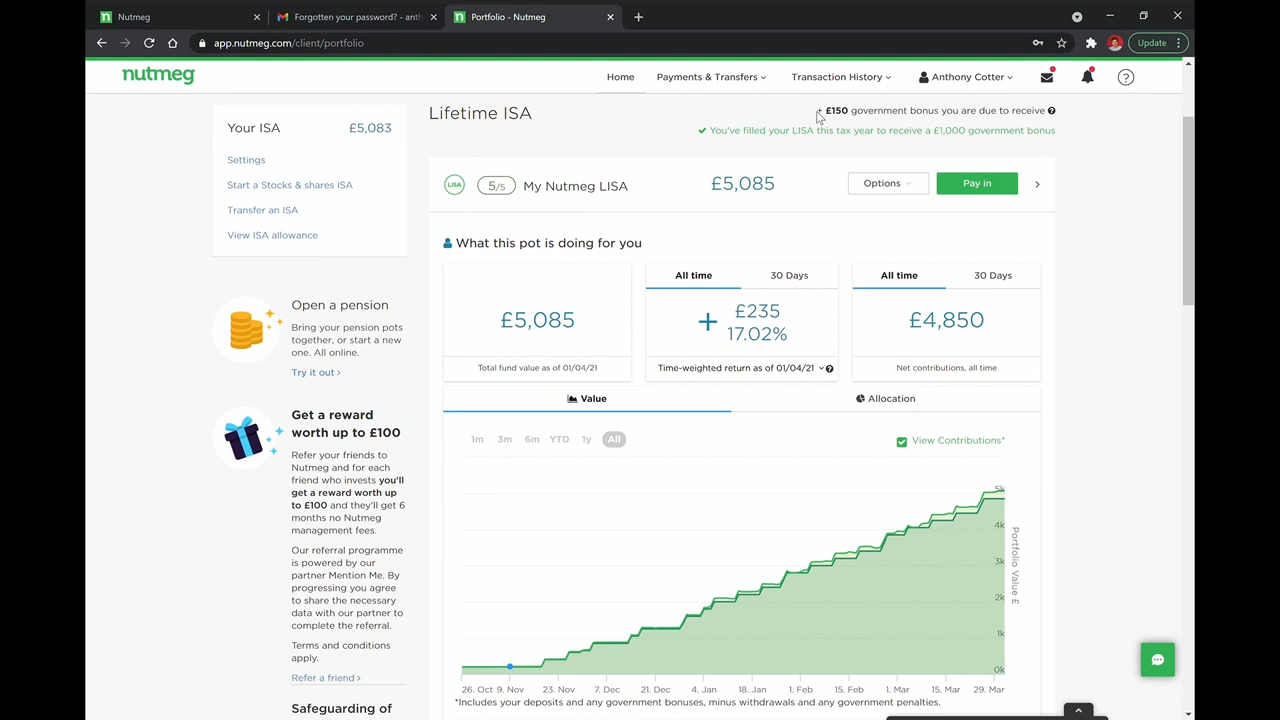 Nutmeg
Forgotten your password? - anth
Portfolio - Nutmeg
app.nutmeg.com/client/portfolio
Update
nutmeg
Home
Payments & Transfers
Transaction History
Anthony Cotter
Your ISA £5,083
Settings
Start a Stocks & shares ISA
Transfer an ISA
View ISA allowance
Open a pension
Bring your pension pots
together, or start a new
one. All online.
Try it out ›
Get a reward
worth up to £100
Refer your friends to
Nutmeg and for each
friend who invests you'll
get a reward worth up
to £100 and they'll get 6
months no Nutmeg
management fees.
Our referral programme
is powered by our
partner Mention Me. By
progressing you agree
to share the necessary
data with our partner to
complete the referral.
Terms and conditions
apply.
Refer a friend ›
Safeguarding of
Lifetime ISA
+ £150 government bonus you are due to receive
You've filled your LISA this tax year to receive a £1,000 government bonus
LISA 5/5 My Nutmeg LISA £5,085 Options Pay in
What this pot is doing for you
£5,085
Total fund value as of 01/04/21
All time 30 Days
+ £235
17.02%
Time-weighted return as of 01/04/21
All time 30 Days
£4,850
Net contributions, all time
Value Allocation
1m 3m 6m YTD 1y All
View Contributions*
5k
4k
3k
2k
1k
0k
Portfolio Value £
26. Oct 9. Nov 23. Nov 7. Dec 21. Dec 4. Jan 18. Jan 1. Feb 15. Feb 1. Mar 15. Mar 29. Mar
*Includes your deposits and any government bonuses, minus withdrawals and any government penalties.